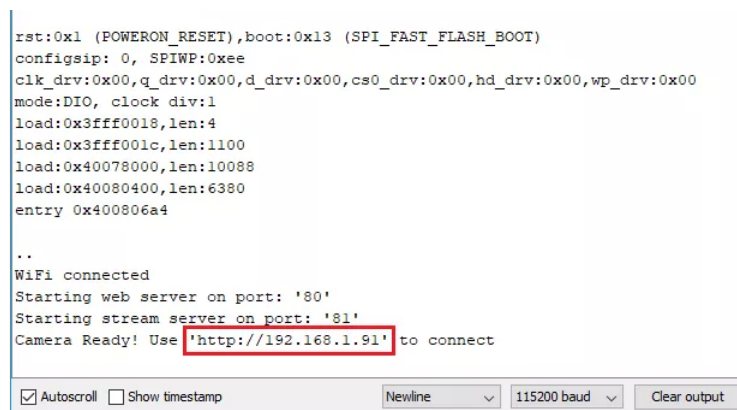 rst:0x1 (POWERON_RESET),boot:0x13 (SPI_FAST_FLASH_BOOT)
configsip: 0, SPIWP:0xee
clk_drv:0x00,q_drv:0x00,d_drv:0x00,cs0_drv:0x00,hd_drv:0x00,wp_drv:0x00
mode:DIO, clock div:1
load:0x3fff0018,len:4
load:0x3fff001c,len:1100
load:0x40078000,len:10088
load:0x40080400,len:6380
entry 0x400806a4
..
WiFi connected
Starting web server on port: '80'
Starting stream server on port: '81'
Camera Ready! Use 'http://192.168.1.91' to connect
Autoscroll Show timestamp Newline 115200 baud Clear output